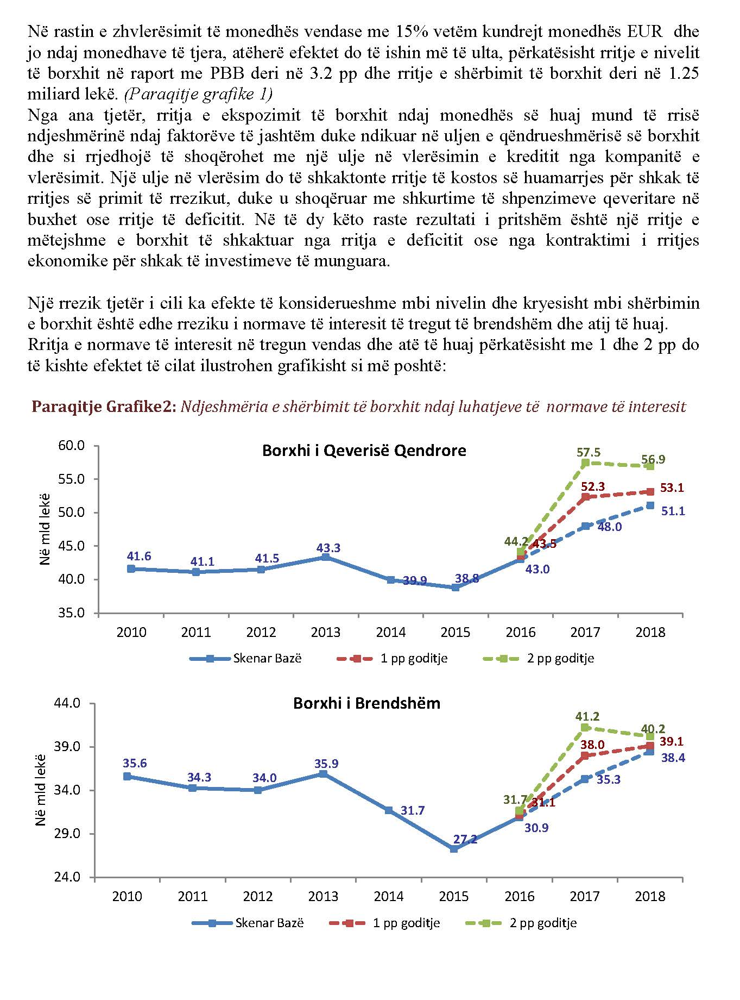 Në rastin e zhvlerësimit të monedhës vendase me 15% vetëm kundrejt monedhës EUR dhe
jo ndaj monedhave të tjera, atëherë efektet do të ishin më të ulta, përkatësisht rritje e nivelit
të borxhit në raport me PBB deri në 3.2 pp dhe rritje e shërbimit të borxhit deri në 1.25
miliard lekë. (Paraqitje grafike 1)
Nga ana tjetër, rritja e ekspozimit të borxhit ndaj monedhës së huaj mund të rrisë
ndjeshmërinë ndaj faktorëve të jashtëm duke ndikuar në uljen e qëndrueshmërisë së borxhit
dhe si rrjedhojë të shoqërohet me një ulje në vlerësimin e kreditit nga kompanitë e
vlerësimit. Një ulje në vlerësim do të shkaktonte rritje të kostos së huamarrjes për shkak të
rritjes së primit të rrezikut, duke u shoqëruar me shkurtime të shpenzimeve qeveritare në
buxhet ose rritje të deficitit. Në të dy këto raste rezultati i pritshëm është një rritje e
mëtejshme e borxhit të shkaktuar nga rritja e deficitit ose nga kontraktimi i rritjes
ekonomike për shkak të investimeve të munguara.
Një rrezik tjetër i cili ka efekte të konsiderueshme mbi nivelin dhe kryesisht mbi shërbimin
e borxhit është edhe rreziku i normave të interesit të tregut të brendshëm dhe atij të huaj.
Rritja e normave të interesit në tregun vendas dhe atë të huaj përkatësisht me 1 dhe 2 pp do
të kishte efektet të cilat ilustrohen grafikisht si më poshtë:
Paraqitje Grafike2: Ndjeshmëria e shërbimit të borxhit ndaj luhatjeve të normave të interesit
Borxhi i Qeverisë Qendrore
Në mld lekë
60.0
55.0
50.0
45.0
40.0
35.0
41.6
41.1
41.5
43.3
39.9
38.8
44.2
43.5
43.0
57.5
52.3
48.0
56.9
53.1
51.1
2010 2011 2012 2013 2014 2015 2016 2017 2018
Skenar Bazë 1 pp goditje 2 pp goditje
Borxhi i Brendshëm
Në mld lekë
44.0
39.0
34.0
29.0
24.0
35.6
34.3
34.0
35.9
31.7
27.2
31.7
31.1
30.9
41.2
38.0
35.3
40.2
39.1
38.4
2010 2011 2012 2013 2014 2015 2016 2017 2018
Skenar Bazë 1 pp goditje 2 pp goditje